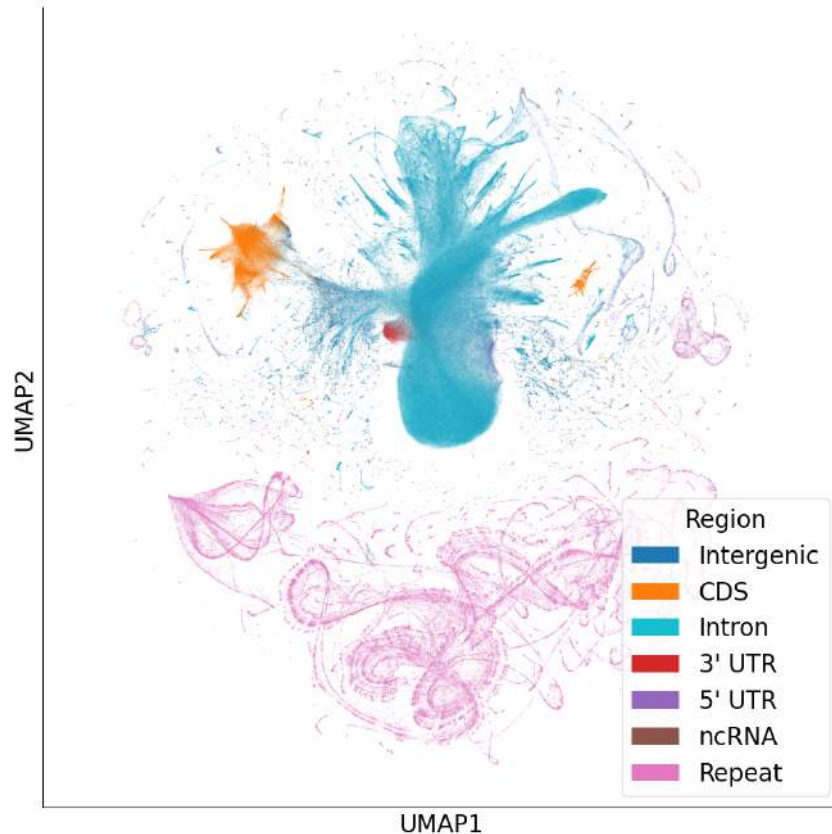 UMAP2
Region
Intergenic
CDS
Intron
3' UTR
5' UTR
ncRNA
Repeat
UMAP1